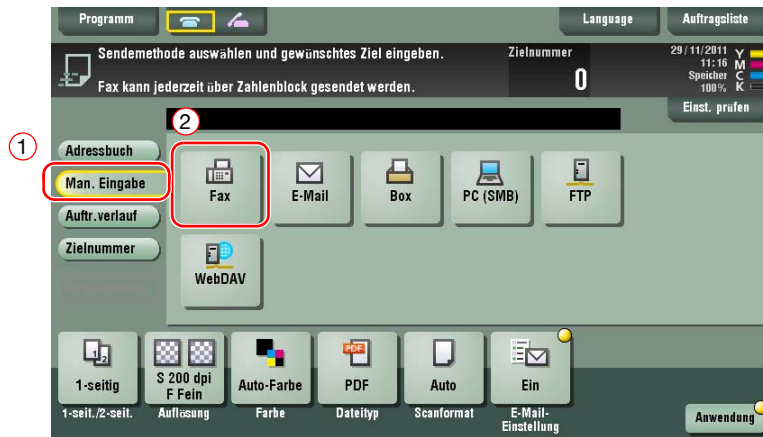 Programm
Language
Auftragsliste
Sendemethode auswählen und gewünschtes Ziel eingeben.
Fax kann jederzeit über Zahlenblock gesendet werden.
Zielnummer
0
29/11/2011
11:16
Speicher
100%
Y
M
C
K
Einst. prüfen
1
2
Adressbuch
Man. Eingabe
Auftr.verlauf
Zielnummer
Fax
E-Mail
Box
PC (SMB)
FTP
WebDAV
1-seitig
S 200 dpi
F Fein
Auto-Farbe
PDF
PDF
Auto
Ein
1-seit./2-seit.
Auflösung
Farbe
Dateityp
Scanformat
E-Mail-
Einstellung
Anwendung